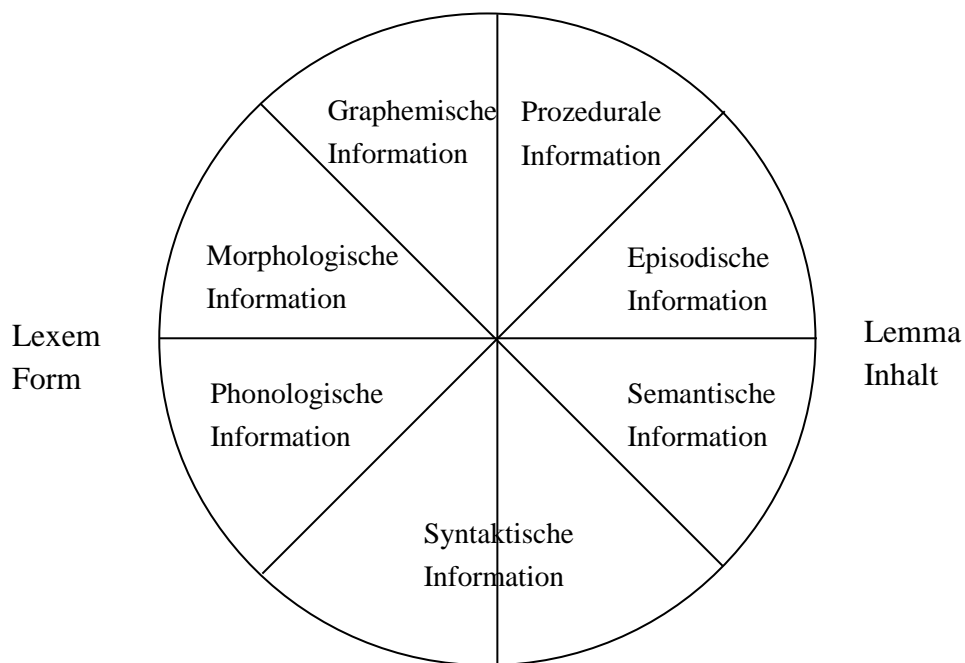 Graphemische
Information
Prozedurale
Information
Morphologische
Information
Episodische
Information
Lexem
Form
Lemma
Inhalt
Phonologische
Information
Semantische
Information
Syntaktische
Information